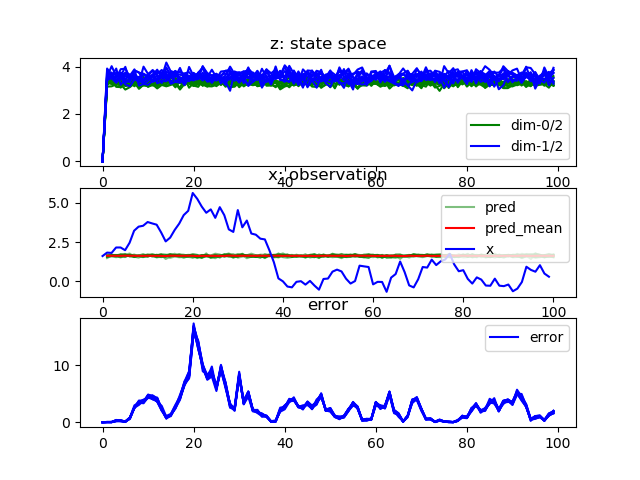 z: state space
4
2
0
dim-0/2
dim-1/2
0 20 40 60 80 100
x: observation
5.0
2.5
0.0
pred
pred_mean
x
0 20 40 60 80 100
error
10
0
error
0 20 40 60 80 100